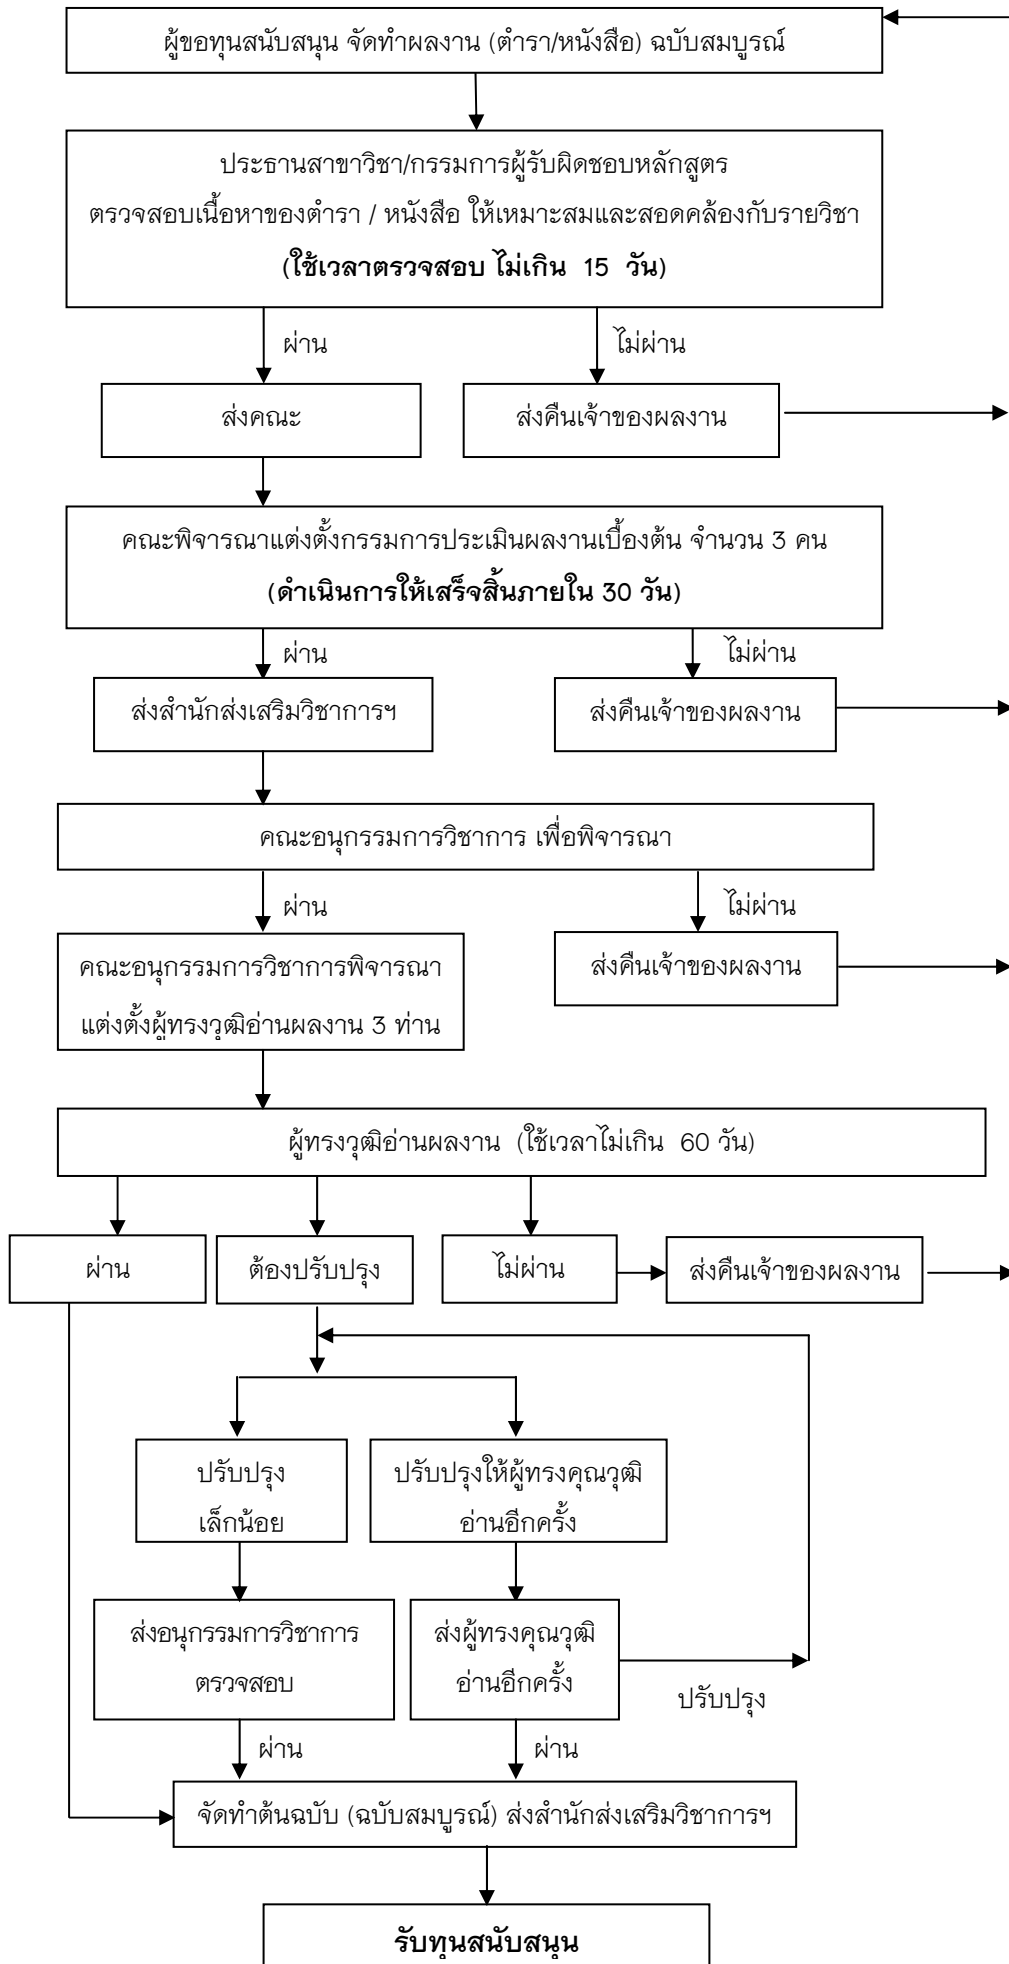 ผู้ขอทุนสนับสนุน จัดทำผลงาน (ตำรา/หนังสือ) ฉบับสมบูรณ์
ประธานสาขาวิชา/กรรมการผู้รับผิดชอบหลักสูตร
ตรวจสอบเนื้อหาของตำรา / หนังสือ ให้เหมาะสมและสอดคล้องกับรายวิชา
(ใช้เวลาตรวจสอบ ไม่เกิน 15 วัน)
ผ่าน
ไม่ผ่าน
ส่งคณะ
ส่งคืนเจ้าของผลงาน
คณะพิจารณาแต่งตั้งกรรมการประเมินผลงานเบื้องต้น จำนวน 3 คน
(ดำเนินการให้เสร็จสิ้นภายใน 30 วัน)
ผ่าน
ไม่ผ่าน
ส่งสำนักส่งเสริมวิชาการฯ
ส่งคืนเจ้าของผลงาน
คณะอนุกรรมการวิชาการ เพื่อพิจารณา
ผ่าน
ไม่ผ่าน
คณะอนุกรรมการวิชาการพิจารณา
แต่งตั้งผู้ทรงวุฒิอ่านผลงาน 3 ท่าน
ส่งคืนเจ้าของผลงาน
ผู้ทรงวุฒิอ่านผลงาน (ใช้เวลาไม่เกิน 60 วัน)
ผ่าน
ต้องปรับปรุง
ไม่ผ่าน
ส่งคืนเจ้าของผลงาน
ปรับปรุง
เล็กน้อย
ปรับปรุงให้ผู้ทรงคุณวุฒิ
อ่านอีกครั้ง
ส่งอนุกรรมการวิชาการ
ตรวจสอบ
ส่งผู้ทรงคุณวุฒิ
อ่านอีกครั้ง
ปรับปรุง
ผ่าน
ผ่าน
จัดทำต้นฉบับ (ฉบับสมบูรณ์) ส่งสำนักส่งเสริมวิชาการฯ
รับทุนสนับสนุน